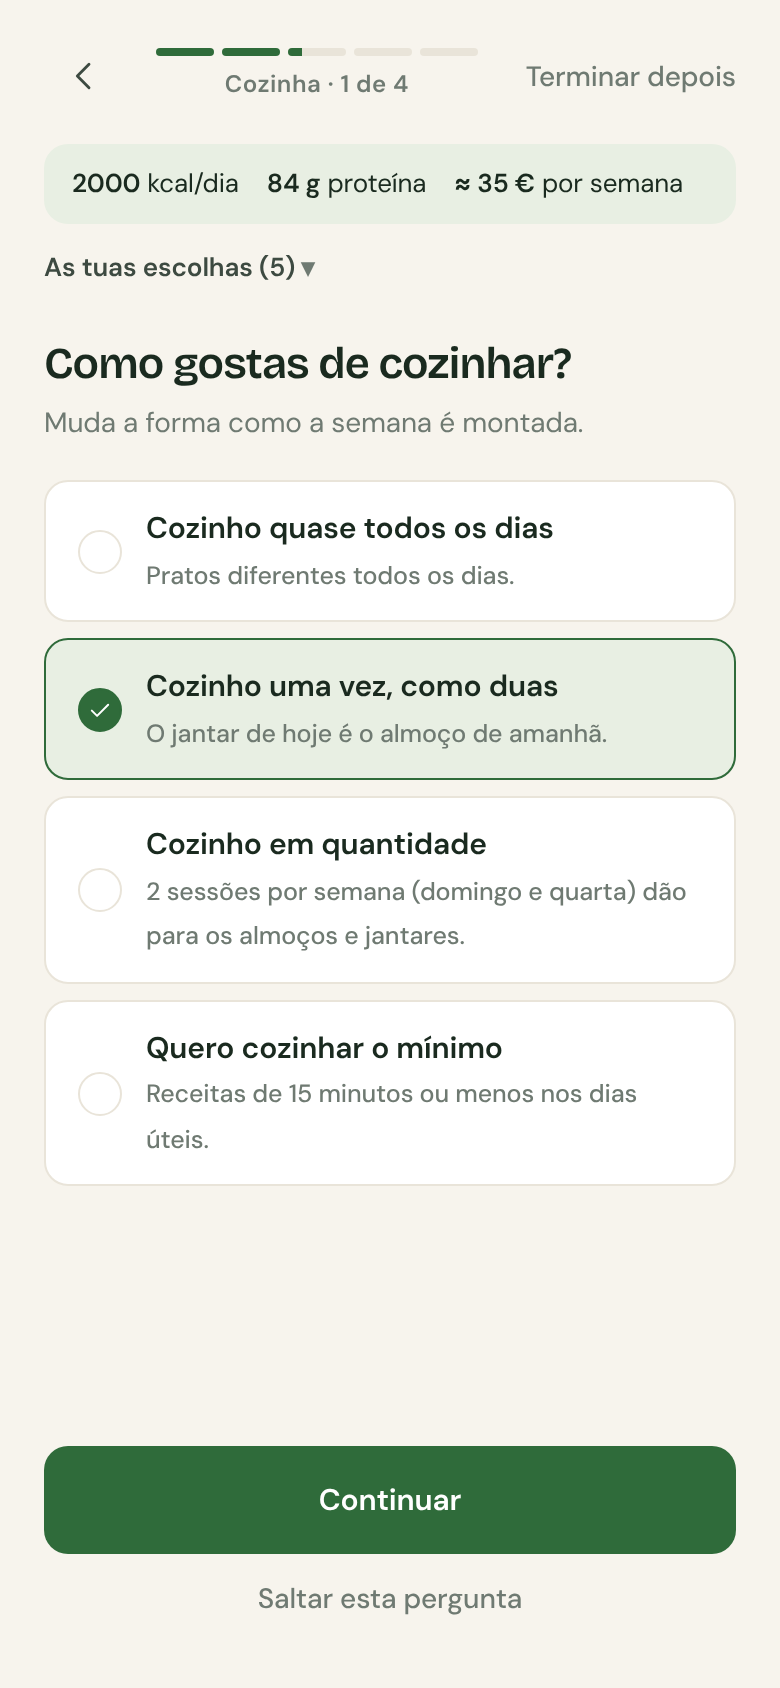 Cozinha · 1 de 4
Terminar depois
2000 kcal/dia 84 g proteína ≈ 35 € por semana
As tuas escolhas (5) ▼
Como gostas de cozinhar?
Muda a forma como a semana é montada.
Cozinho quase todos os dias
Pratos diferentes todos os dias.
Cozinho uma vez, como duas
O jantar de hoje é o almoço de amanhã.
Cozinho em quantidade
2 sessões por semana (domingo e quarta) dão
para os almoços e jantares.
Quero cozinhar o mínimo
Receitas de 15 minutos ou menos nos dias
úteis.
Continuar
Saltar esta pergunta